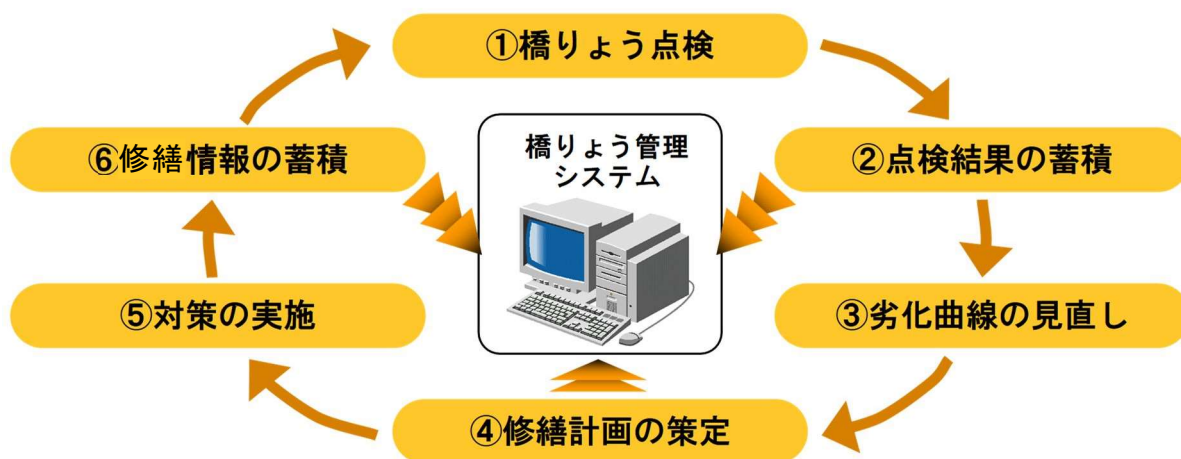 ①橋りょう点検
橋りょう管理
システム
⑥修繕情報の蓄積
②点検結果の蓄積
⑤対策の実施
③劣化曲線の見直し
④修繕計画の策定